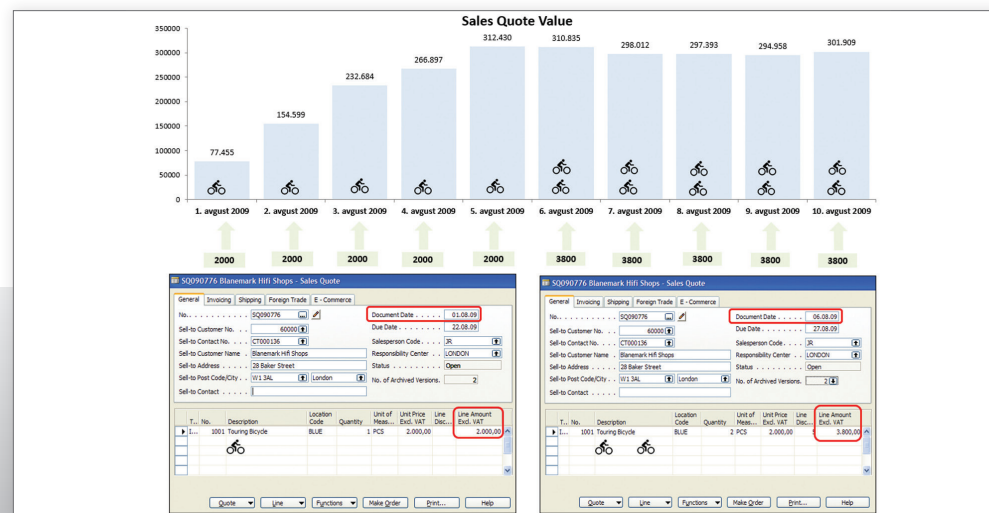 Sales Quote Value
350000
300000
250000
200000
150000
100000
50000
0
77.455
154.599
232.684
266.897
312.430
310.835
298.012
297.393
294.958
301.909
1. avgust 2009 2. avgust 2009 3. avgust 2009 4. avgust 2009 5. avgust 2009 6. avgust 2009 7. avgust 2009 8. avgust 2009 9. avgust 2009 10. avgust 2009
2000 2000 2000 2000 2000 3800 3800 3800 3800 3800
SQ090776 Blanemark Hifi Shops - Sales Quote
General Invoicing Shipping Foreign Trade E - Commerce
No. . . . . . . . . . . . SQ090776 ...
Sell-to Customer No. . . . 60000
Sell-to Contact No. . . . CT000136
Sell-to Customer Name . Blanemark Hifi Shops
Sell-to Address . . . . . 28 Baker Street
Sell-to Post Code/City . . W1 3AL London
Sell-to Contact . . . . .
Document Date . . . . . 01.08.09
Due Date . . . . . . . . 22.08.09
Salesperson Code . . . . JR
Responsibility Center . . LONDON
Status . . . . . . . . . Open
No. of Archived Versions. 2
T... No. Description Location Code Quantity Unit of Meas... Unit Price Excl. VAT Line Disc... Line Amount Excl. VAT
I... 1001 Touring Bicycle BLUE 1 PCS 2.000,00 2.000,00
Quote Line Functions Make Order Print... Help
SQ090776 Blanemark Hifi Shops - Sales Quote
General Invoicing Shipping Foreign Trade E - Commerce
No. . . . . . . . . . . . SQ090776 ...
Sell-to Customer No. . . . 60000
Sell-to Contact No. . . . CT000136
Sell-to Customer Name . Blanemark Hifi Shops
Sell-to Address . . . . . 28 Baker Street
Sell-to Post Code/City . . W1 3AL London
Sell-to Contact . . . . .
Document Date . . . . . 06.08.09
Due Date . . . . . . . . 27.08.09
Salesperson Code . . . . JR
Responsibility Center . . LONDON
Status . . . . . . . . . Open
No. of Archived Versions. 2
T... No. Description Location Code Quantity Unit of Meas... Unit Price Excl. VAT Line Disc... Line Amount Excl. VAT
I... 1001 Touring Bicycle BLUE 2 PCS 2.000,00 3.800,00
Quote Line Functions Make Order Print... Help